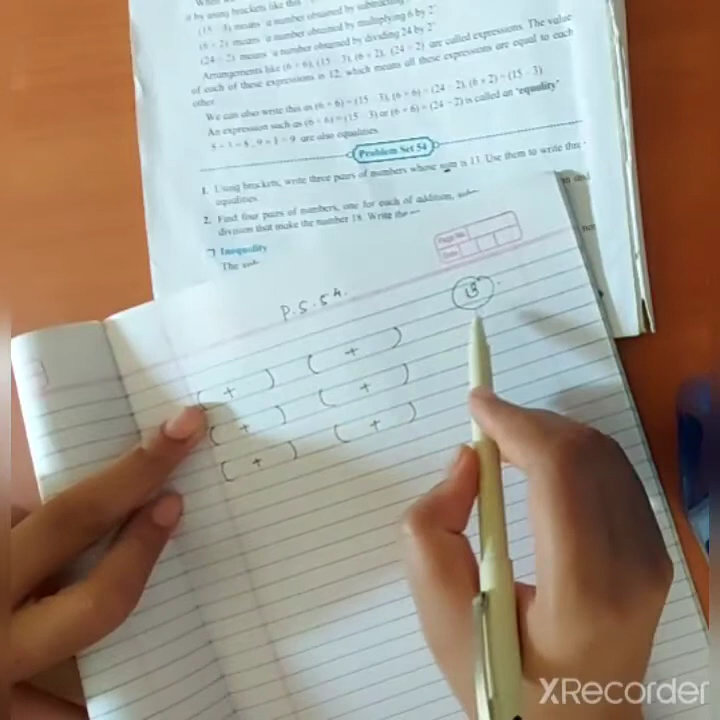 a by using brackets like this
(15 - 3) means 'a number obtained by subtracting
(6 × 2) means 'a number obtained by multiplying 6 by 2'
(24 ÷ 2) means 'a number obtained by dividing 24 by 2'
Arrangements like (6 + 6), (15 - 3), (6 × 2), (24 ÷ 2) are called expressions. The value
of each of these expressions is 12, which means all these expressions are equal to each
other.
We can also write this as (6 + 6) = (15 - 3), (6 + 6) = (24 ÷ 2), (6 × 2) = (15 - 3)
An expression such as (6 + 6) = (15 - 3) or (6 + 6) = (24 ÷ 2) is called an 'equality'
are also equalities.
Problem Set 54
1. Using brackets, write three pairs of numbers whose sum is 13. Use them to write three
equalities.
2. Find four pairs of numbers, one for each of addition,
division that make the number 18. Write the
Inequality
The
Page No.
Date
P.S.54.
13
( + ) ( + )
( + ) ( + )
( + ) ( + )
XRecorder